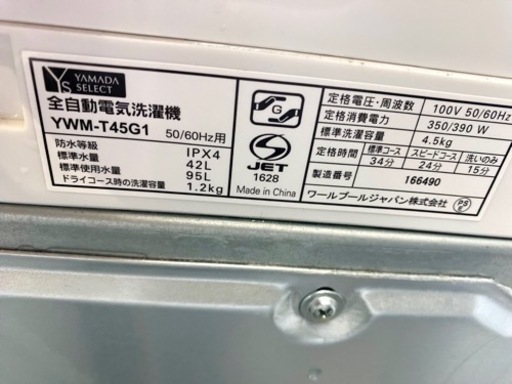 YS YAMADA SELECT
全自動電気洗濯機
YWM-T45G1 50/60Hz用
防水等級 IPX4
標準水量 42L
標準使用水量 95L
ドライコース時の洗濯容量 1.2kg
G
S
JET
1628
Made in China
定格電圧・周波数 100V 50/60Hz
定格消費電力 350/390 W
標準洗濯容量 4.5kg
定格時間 標準コース スピードコース 洗いのみ
34分 24分 15分
製造番号 166490
ワールプールジャパン株式会社 PSE